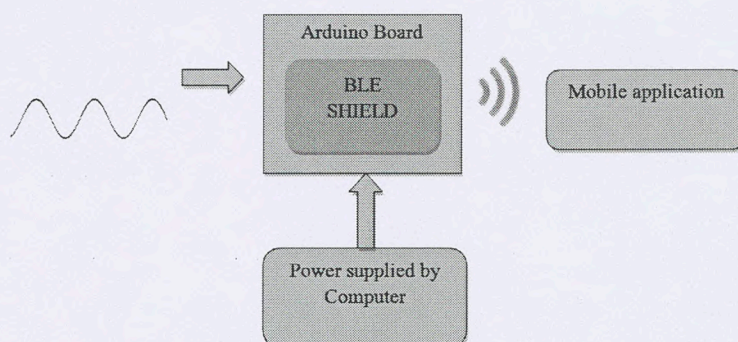 Arduino Board
BLE
SHIELD
Mobile application
Power supplied by
Computer